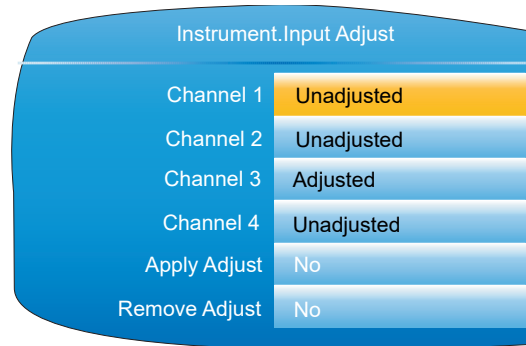 Instrument.Input Adjust
Channel 1 Unadjusted
Channel 2 Unadjusted
Channel 3 Adjusted
Channel 4 Unadjusted
Apply Adjust No
Remove Adjust No